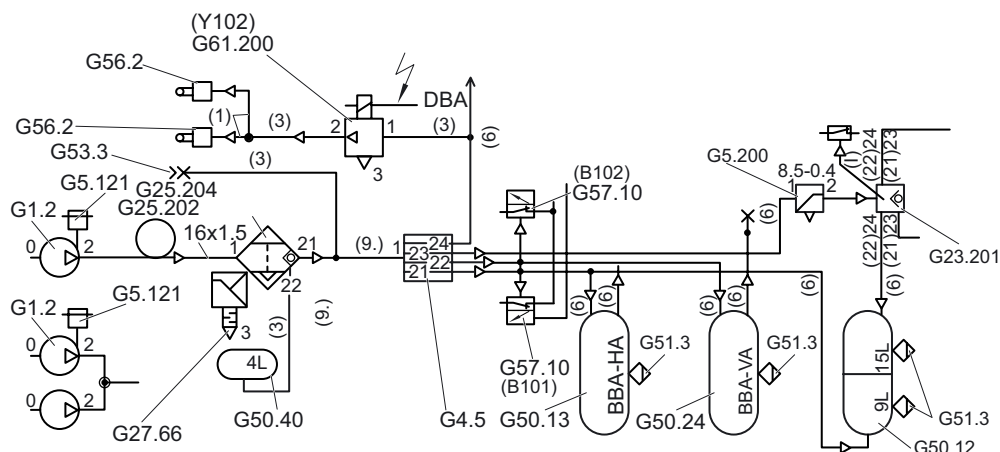 (Y102)
G61.200
G56.2
DBA
G56.2
(1)
(3)
2
1
(3)
(6)
G53.3
(3)
3
G5.121
G25.204
G25.202
G1.2
16x1.5
0
2
1
21
(9.)
22
(3)
(9.)
3
G5.121
G1.2
0
2
0
2
4L
G27.66
G50.40
1
24
23
22
21
G4.5
(B102)
G57.10
G57.10
(B101)
G50.13
(6)
(6)
BBA-HA
G51.3
G50.24
(6)
(6)
BBA-VA
G51.3
(6)
G5.200
8.5-0.4
1
2
(22)24
(21)23
(22)24
(21)23
G23.201
(6)
(6)
15L
9L
G51.3
G50.12